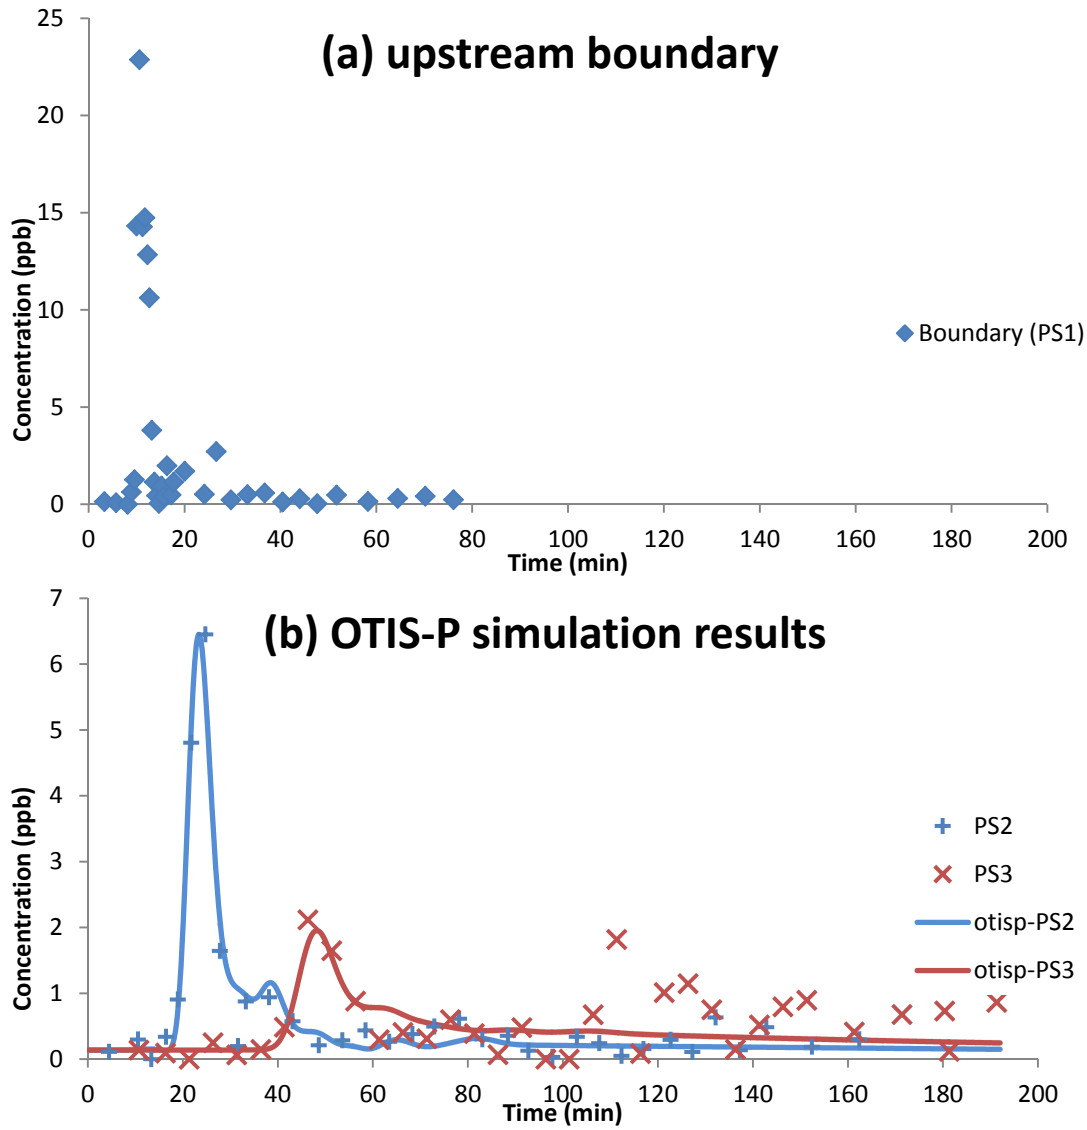 (a) upstream boundary
25
20
15
10
5
0
Concentration (ppb)
0 20 40 60 80 100 120 140 160 180 200
Time (min)
Boundary (PS1)
(b) OTIS-P simulation results
7
6
5
4
3
2
1
0
Concentration (ppb)
0 20 40 60 80 100 120 140 160 180 200
Time (min)
PS2
PS3
otisp-PS2
otisp-PS3